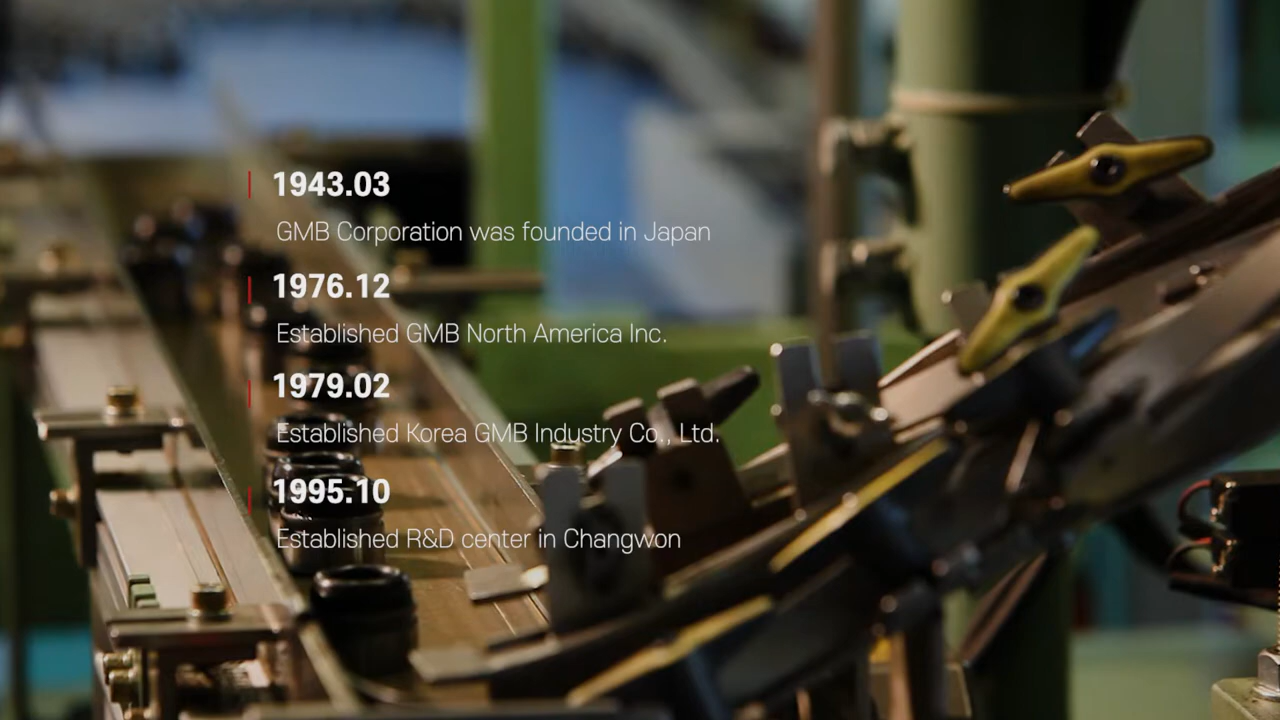 1943.03
GMB Corporation was founded in Japan
1976.12
Established GMB North America Inc.
1979.02
Established Korea GMB Industry Co., Ltd.
1995.10
Established R&D center in Changwon